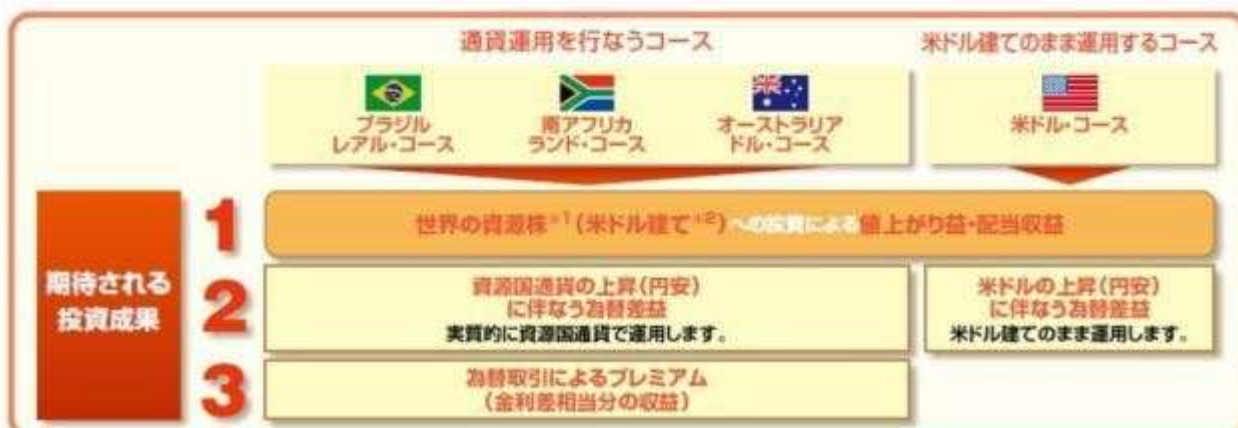 通貨運用を行なうコース
米ドル建てのまま運用するコース
ブラジル
レアル・コース
南アフリカ
ランド・コース
オーストラリア
ドル・コース
米ドル・コース
期待される
投資成果
1
世界の資源株*1(米ドル建て*2)への投資による値上がり益・配当収益
2
資源国通貨の上昇(円安)
に伴なう為替差益
実質的に資源国通貨で運用します。
米ドルの上昇(円安)
に伴なう為替差益
米ドル建てのまま運用します。
3
為替取引によるプレミアム
(金利差相当分の収益)